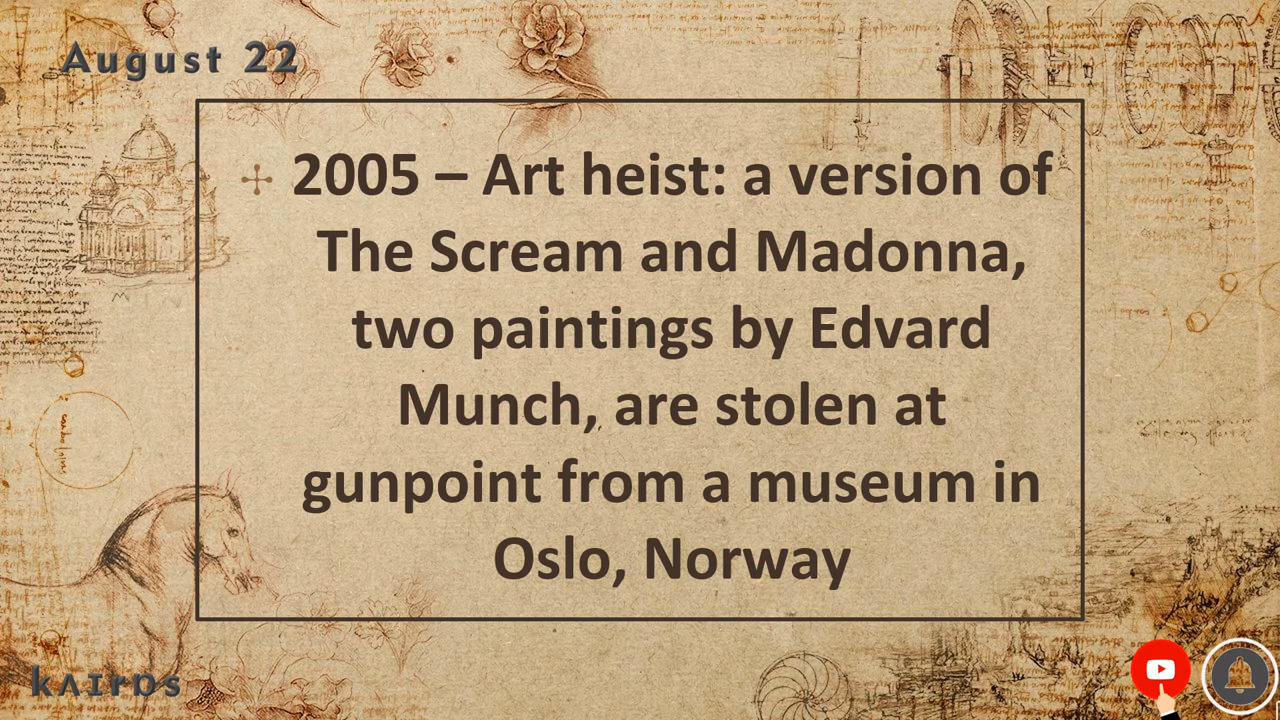 August 22
2005 – Art heist: a version of
The Scream and Madonna,
two paintings by Edvard
Munch, are stolen at
gunpoint from a museum in
Oslo, Norway
kʌɪrɒs